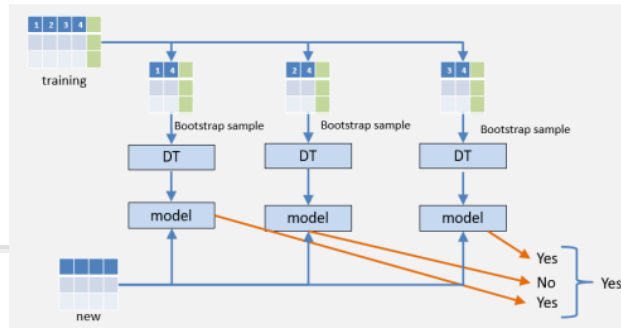 1 2 3 4
training
1 4
2 4
3 4
Bootstrap sample
Bootstrap sample
Bootstrap sample
DT
DT
DT
model
model
model
Yes
No
Yes
Yes
new